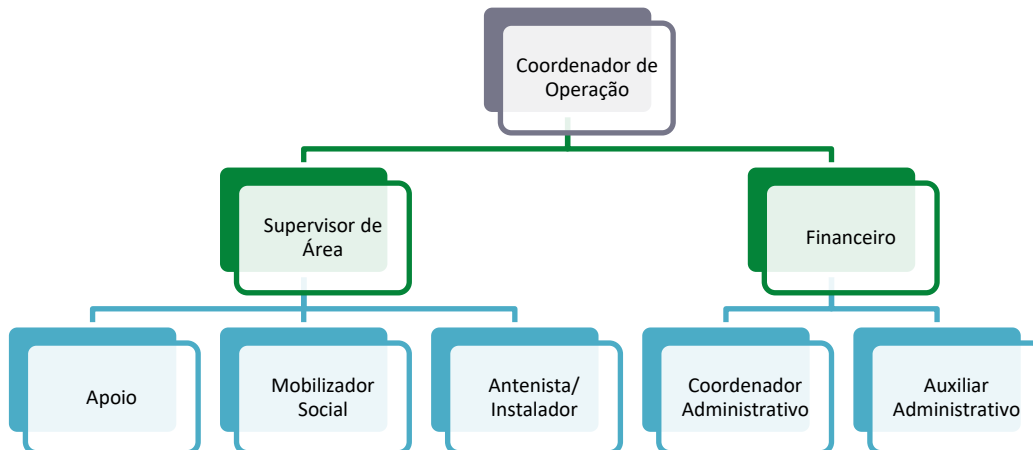 Coordenador de
Operação
Supervisor de
Área
Financeiro
Apoio
Mobilizador
Social
Antenista/
Instalador
Coordenador
Administrativo
Auxiliar
Administrativo